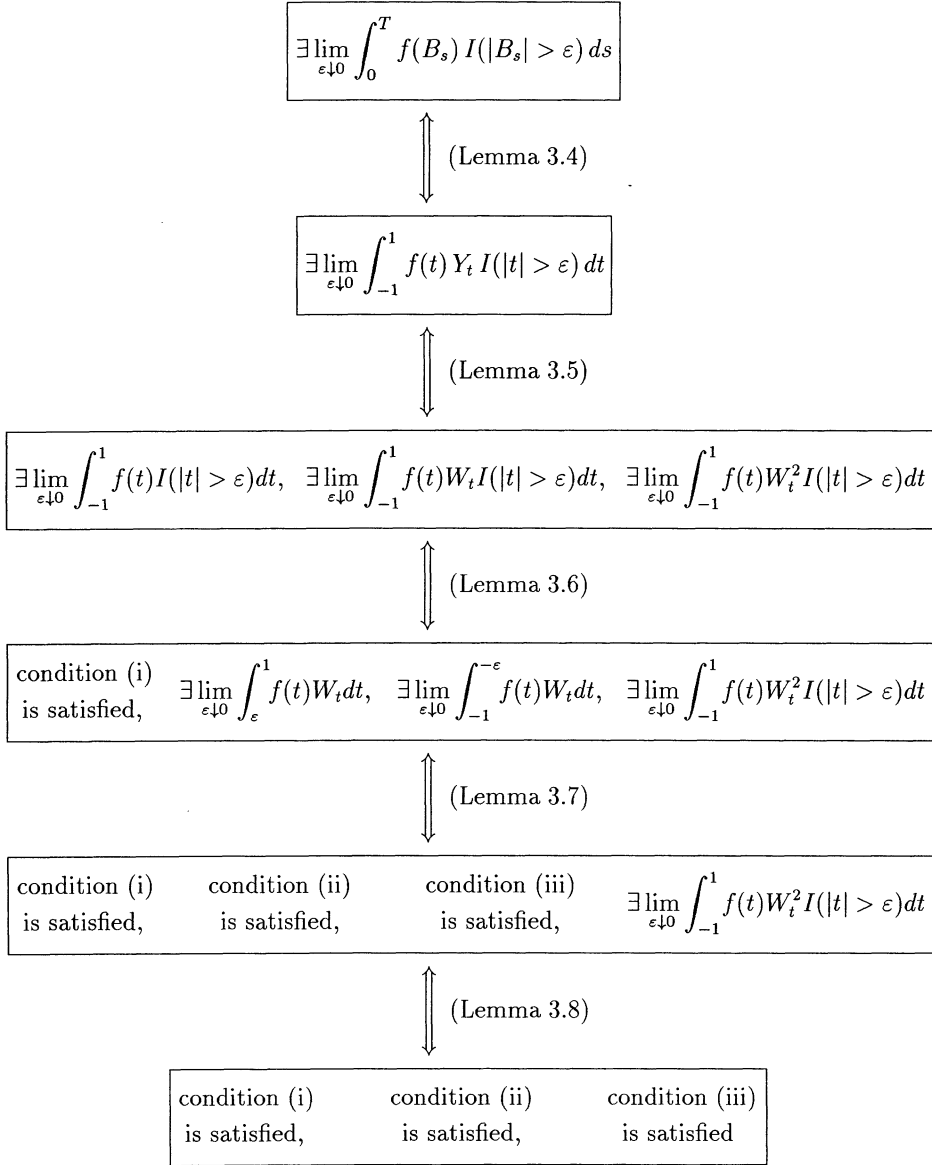 ∃ lim_{ε↓0} ∫_0^T f(B_s) I(|B_s| > ε) ds
(Lemma 3.4)
∃ lim_{ε↓0} ∫_{-1}^1 f(t) Y_t I(|t| > ε) dt
(Lemma 3.5)
∃ lim_{ε↓0} ∫_{-1}^1 f(t)I(|t| > ε)dt, ∃ lim_{ε↓0} ∫_{-1}^1 f(t)W_t I(|t| > ε)dt, ∃ lim_{ε↓0} ∫_{-1}^1 f(t)W_t^2 I(|t| > ε)dt
(Lemma 3.6)
condition (i) is satisfied, ∃ lim_{ε↓0} ∫_ε^1 f(t)W_t dt, ∃ lim_{ε↓0} ∫_{-1}^{-ε} f(t)W_t dt, ∃ lim_{ε↓0} ∫_{-1}^1 f(t)W_t^2 I(|t| > ε)dt
(Lemma 3.7)
condition (i) is satisfied, condition (ii) is satisfied, condition (iii) is satisfied, ∃ lim_{ε↓0} ∫_{-1}^1 f(t)W_t^2 I(|t| > ε)dt
(Lemma 3.8)
condition (i) condition (ii) condition (iii)
is satisfied, is satisfied, is satisfied